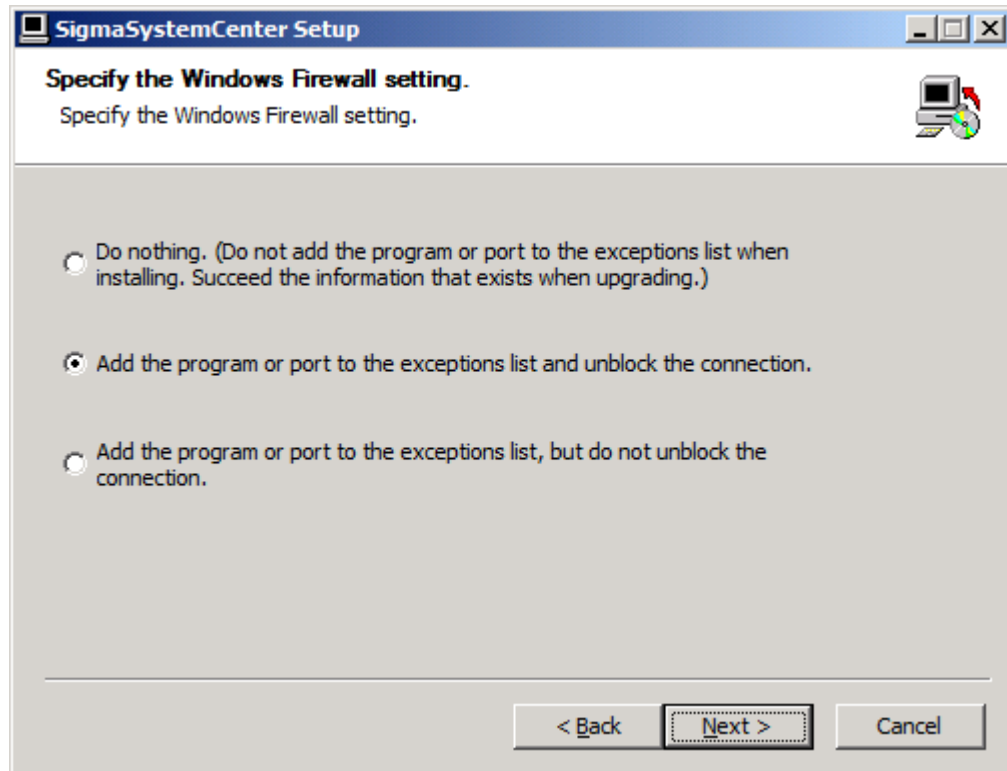 SigmaSystemCenter Setup
Specify the Windows Firewall setting.
Specify the Windows Firewall setting.
Do nothing. (Do not add the program or port to the exceptions list when
installing. Succeed the information that exists when upgrading.)
Add the program or port to the exceptions list and unblock the connection.
Add the program or port to the exceptions list, but do not unblock the
connection.
< Back
Next >
Cancel